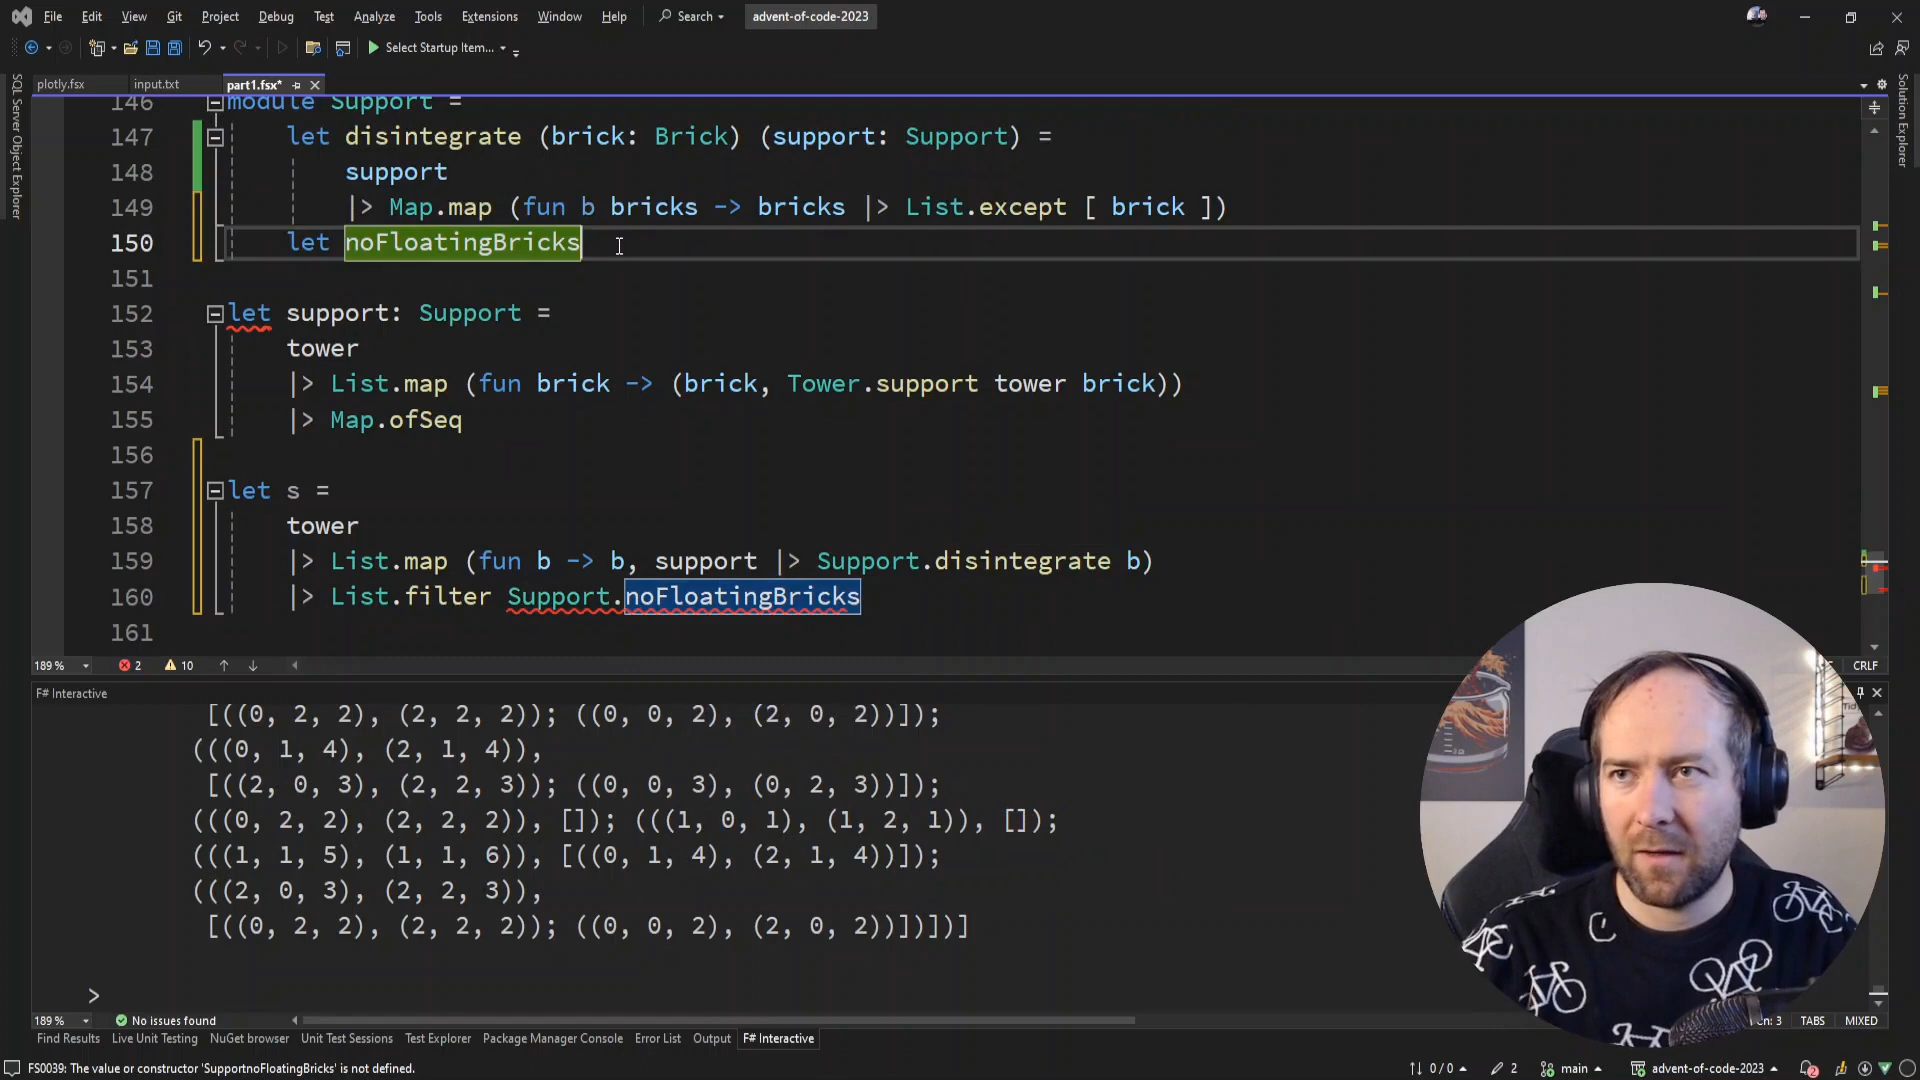 File Edit View Git Project Debug Test Analyze Tools Extensions Window Help Search advent-of-code-2023
Select Startup Item...
plotly.fsx input.txt part1.fsx*
SQL Server Object Explorer
Solution Explorer
146 module Support =
147 let disintegrate (brick: Brick) (support: Support) =
148 support
149 |> Map.map (fun b bricks -> bricks |> List.except [ brick ])
150 let noFloatingBricks
151
152 let support: Support =
153 tower
154 |> List.map (fun brick -> (brick, Tower.support tower brick))
155 |> Map.ofSeq
156
157 let s =
158 tower
159 |> List.map (fun b -> b, support |> Support.disintegrate b)
160 |> List.filter Support.noFloatingBricks
161
189 % 2 10 CRLF
F# Interactive
[((0, 2, 2), (2, 2, 2)); ((0, 0, 2), (2, 0, 2))]);
(((0, 1, 4), (2, 1, 4)),
[((2, 0, 3), (2, 2, 3)); ((0, 0, 3), (0, 2, 3))]);
(((0, 2, 2), (2, 2, 2)), []); (((1, 0, 1), (1, 2, 1)), []);
(((1, 1, 5), (1, 1, 6)), [((0, 1, 4), (2, 1, 4))]);
(((2, 0, 3), (2, 2, 3)),
[((0, 2, 2), (2, 2, 2)); ((0, 0, 2), (2, 0, 2))])])]
>
189 % No issues found TABS MIXED
Find Results Live Unit Testing NuGet browser Unit Test Sessions Test Explorer Package Manager Console Error List Output F# Interactive
FS0039: The value or constructor 'SupportnoFloatingBricks' is not defined. 0 / 0 2 main advent-of-code-2023 2